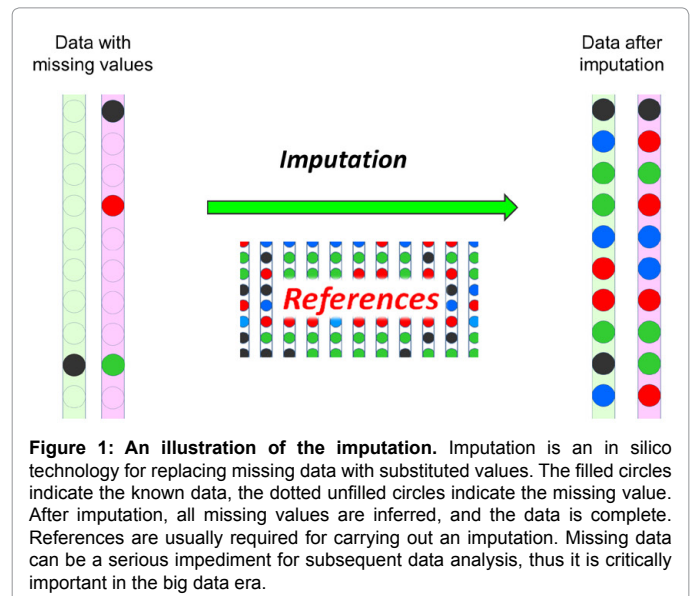 Data with
missing values
Data after
imputation
Imputation
References
Figure 1: An illustration of the imputation. Imputation is an in silico
technology for replacing missing data with substituted values. The filled circles
indicate the known data, the dotted unfilled circles indicate the missing value.
After imputation, all missing values are inferred, and the data is complete.
References are usually required for carrying out an imputation. Missing data
can be a serious impediment for subsequent data analysis, thus it is critically
important in the big data era.